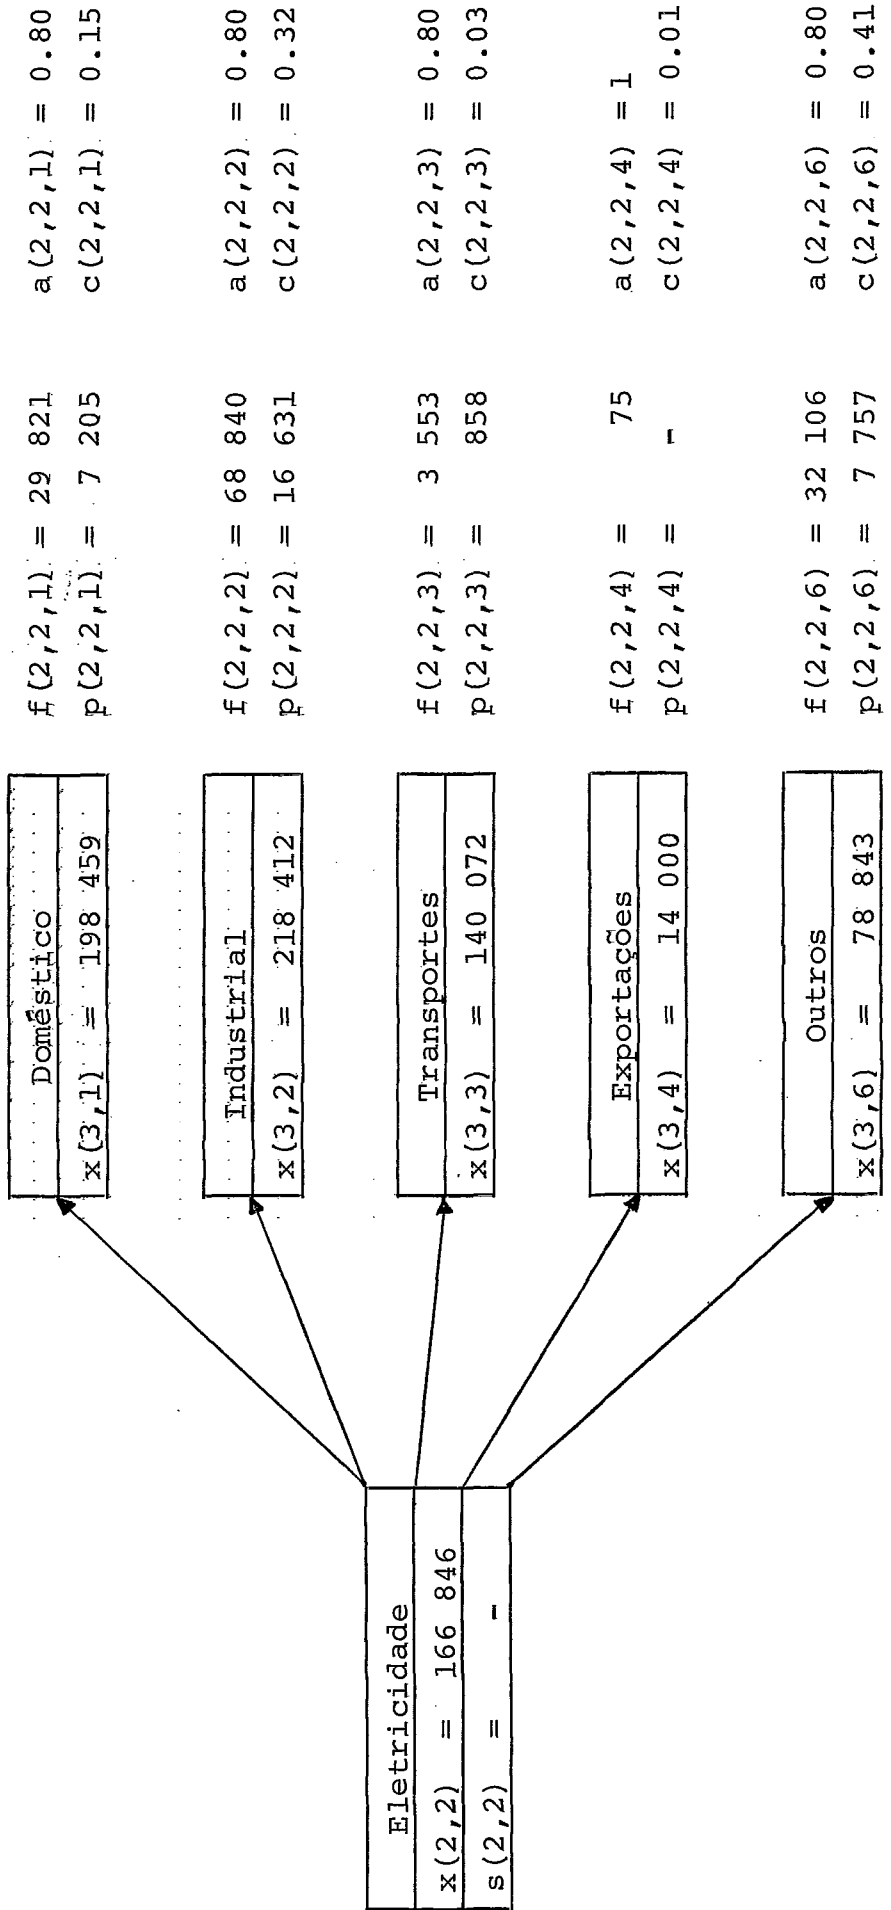 Eletricidade
x(2,2) = 166 846
s(2,2) = -
Doméstico
x(3,1) = 198 459
f(2,2,1) = 29 821
p(2,2,1) = 7 205
a(2,2,1) = 0.80
c(2,2,1) = 0.15
Industrial
x(3,2) = 218 412
f(2,2,2) = 68 840
p(2,2,2) = 16 631
a(2,2,2) = 0.80
c(2,2,2) = 0.32
Transportes
x(3,3) = 140 072
f(2,2,3) = 3 553
p(2,2,3) = 858
a(2,2,3) = 0.80
c(2,2,3) = 0.03
Exportações
x(3,4) = 14 000
f(2,2,4) = 75
p(2,2,4) = -
a(2,2,4) = 1
c(2,2,4) = 0.01
Outros
x(3,6) = 78 843
f(2,2,6) = 32 106
p(2,2,6) = 7 757
a(2,2,6) = 0.80
c(2,2,6) = 0.41